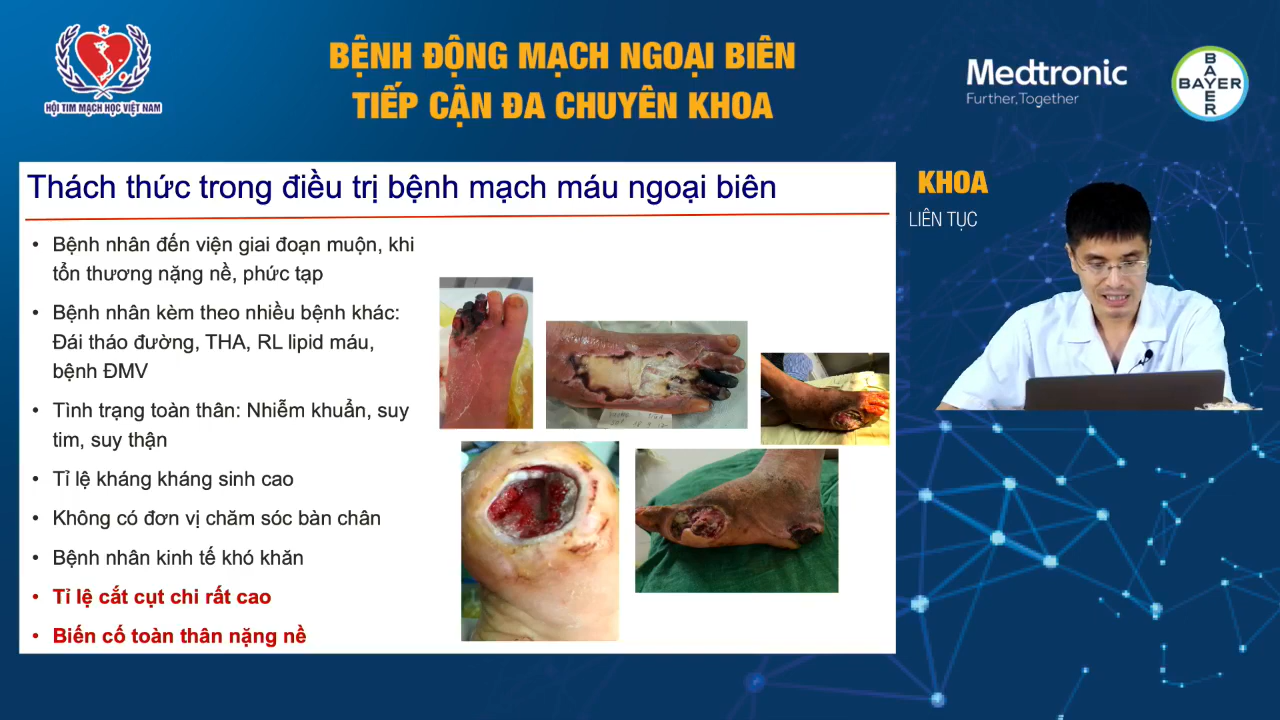 HỘI TIM MẠCH HỌC VIỆT NAM
BỆNH ĐỘNG MẠCH NGOẠI BIÊN
TIẾP CẬN ĐA CHUYÊN KHOA
Medtronic
Further, Together
BAYER
BAYER
KHOA
LIÊN TỤC
Thách thức trong điều trị bệnh mạch máu ngoại biên
• Bệnh nhân đến viện giai đoạn muộn, khi
tổn thương nặng nề, phức tạp
• Bệnh nhân kèm theo nhiều bệnh khác:
Đái tháo đường, THA, RL lipid máu,
bệnh ĐMV
• Tình trạng toàn thân: Nhiễm khuẩn, suy
tim, suy thận
• Tỉ lệ kháng kháng sinh cao
• Không có đơn vị chăm sóc bàn chân
• Bệnh nhân kinh tế khó khăn
• Tỉ lệ cắt cụt chi rất cao
• Biến cố toàn thân nặng nề